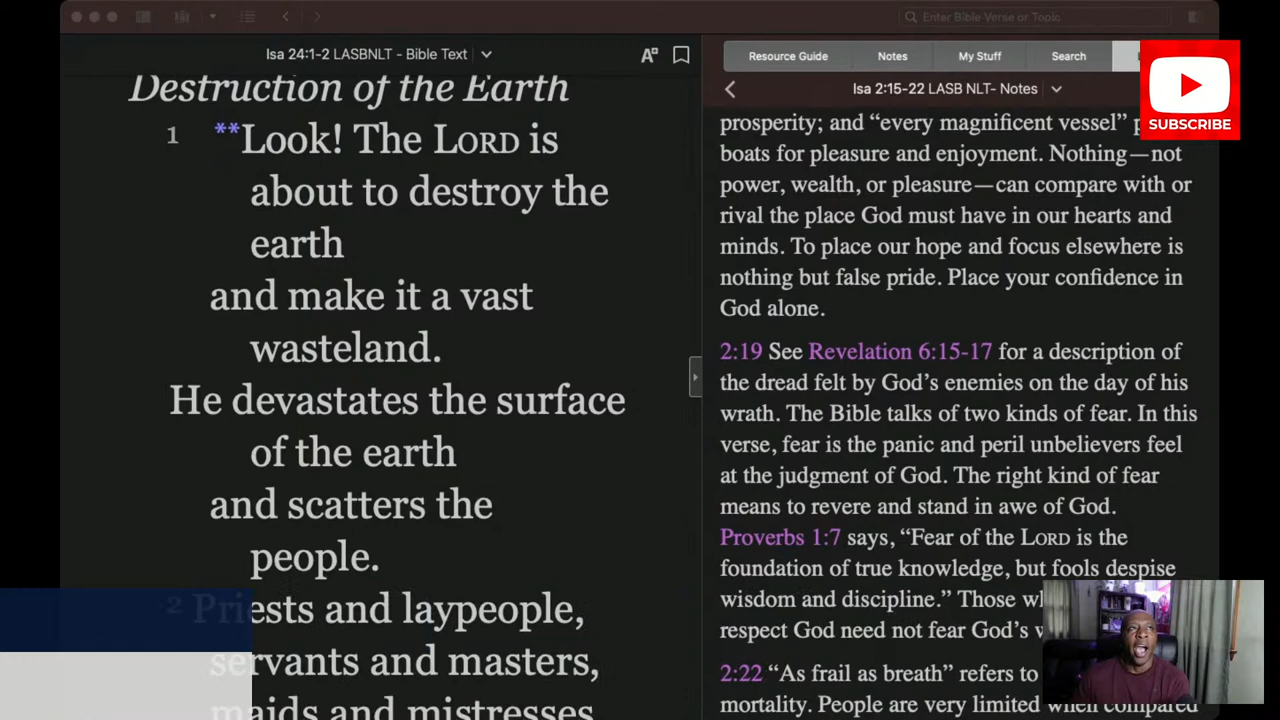 Enter Bible Verse or Topic
Isa 24:1-2 LASBNLT - Bible Text
Destruction of the Earth
1 **Look! The LORD is
about to destroy the
earth
and make it a vast
wasteland.
He devastates the surface
of the earth
and scatters the
people.
2 Priests and laypeople,
servants and masters,
maids and mistresses
Resource Guide
Notes
My Stuff
Search
SUBSCRIBE
Isa 2:15-22 LASB NLT- Notes
prosperity; and “every magnificent vessel”
boats for pleasure and enjoyment. Nothing—not
power, wealth, or pleasure—can compare with or
rival the place God must have in our hearts and
minds. To place our hope and focus elsewhere is
nothing but false pride. Place your confidence in
God alone.
2:19 See Revelation 6:15-17 for a description of
the dread felt by God’s enemies on the day of his
wrath. The Bible talks of two kinds of fear. In this
verse, fear is the panic and peril unbelievers feel
at the judgment of God. The right kind of fear
means to revere and stand in awe of God.
Proverbs 1:7 says, “Fear of the LORD is the
foundation of true knowledge, but fools despise
wisdom and discipline.” Those
respect God need not fear God’s
2:22 “As frail as breath” refers to
mortality. People are very limited when compared